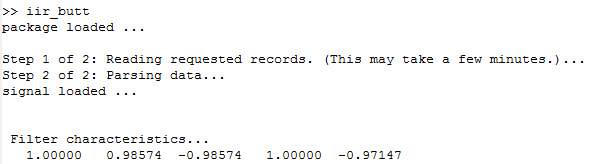 >> iir_butt
package loaded ...
Step 1 of 2: Reading requested records. (This may take a few minutes.)...
Step 2 of 2: Parsing data...
signal loaded ...
Filter characteristics...
1.00000 0.98574 -0.98574 1.00000 -0.97147